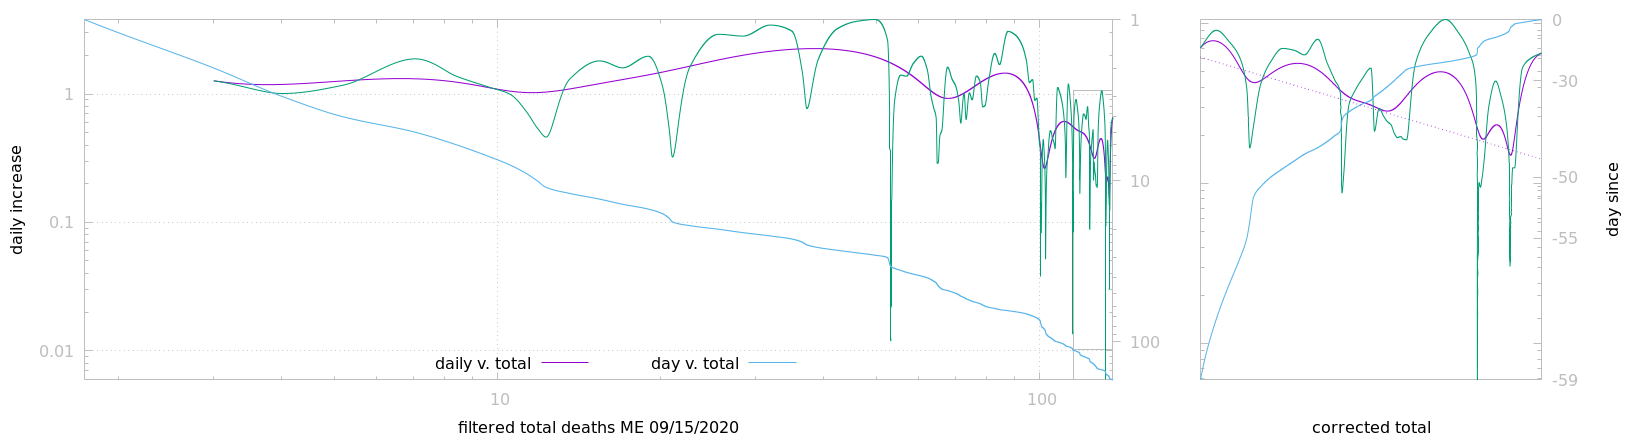 daily increase
1
0.1
0.01
daily v. total
day v. total
10
100
filtered total deaths ME 09/15/2020
1
10
100
0
-30
-50
-55
-59
day since
corrected total